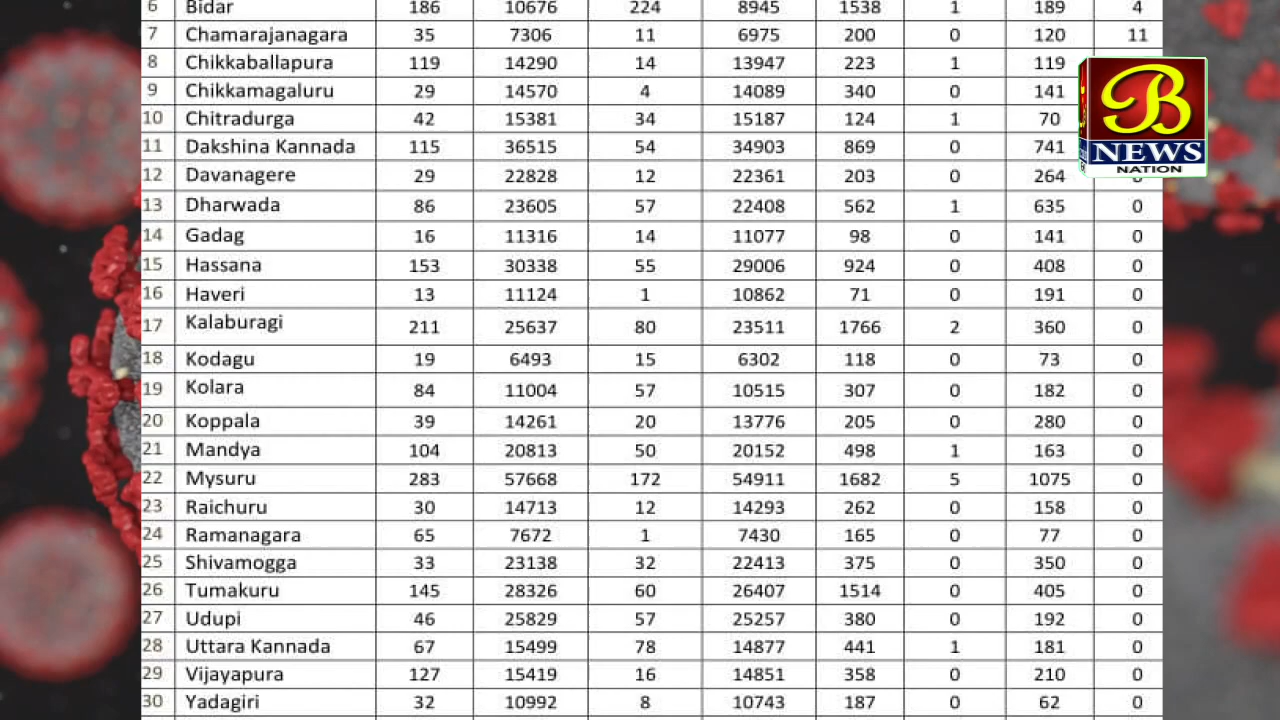 6 Bidar 186 10676 224 8945 1538 1 189 4
7 Chamarajanagara 35 7306 11 6975 200 0 120 11
8 Chikkaballapura 119 14290 14 13947 223 1 119
9 Chikkamagaluru 29 14570 4 14089 340 0 141
10 Chitradurga 42 15381 34 15187 124 1 70
11 Dakshina Kannada 115 36515 54 34903 869 0 741
12 Davanagere 29 22828 12 22361 203 0 264
13 Dharwada 86 23605 57 22408 562 1 635 0
14 Gadag 16 11316 14 11077 98 0 141 0
15 Hassana 153 30338 55 29006 924 0 408 0
16 Haveri 13 11124 1 10862 71 0 191 0
17 Kalaburagi 211 25637 80 23511 1766 2 360 0
18 Kodagu 19 6493 15 6302 118 0 73 0
19 Kolara 84 11004 57 10515 307 0 182 0
20 Koppala 39 14261 20 13776 205 0 280 0
21 Mandya 104 20813 50 20152 498 1 163 0
22 Mysuru 283 57668 172 54911 1682 5 1075 0
23 Raichuru 30 14713 12 14293 262 0 158 0
24 Ramanagara 65 7672 1 7430 165 0 77 0
25 Shivamogga 33 23138 32 22413 375 0 350 0
26 Tumakuru 145 28326 60 26407 1514 0 405 0
27 Udupi 46 25829 57 25257 380 0 192 0
28 Uttara Kannada 67 15499 78 14877 441 1 181 0
29 Vijayapura 127 15419 16 14851 358 0 210 0
30 Yadagiri 32 10992 8 10743 187 0 62 0
B
NEWS
NATION